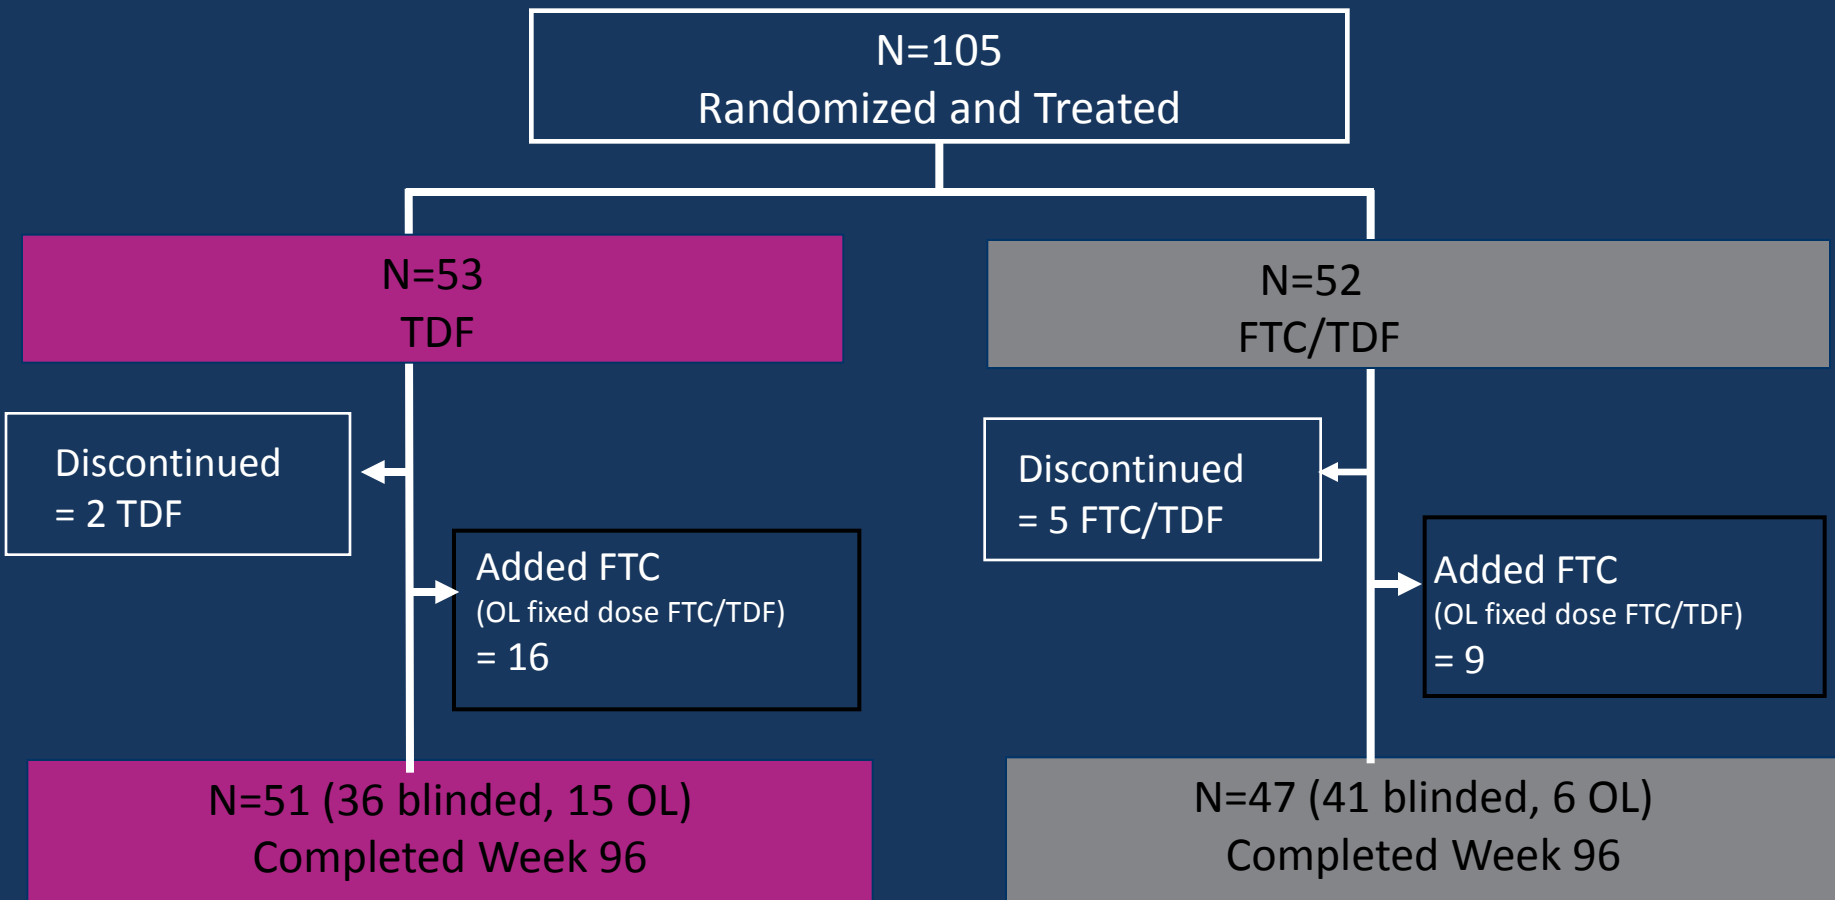 N=105
Randomized and Treated
N=53
TDF
N=52
FTC/TDF
Discontinued
= 2 TDF
Discontinued
= 5 FTC/TDF
Added FTC
(OL fixed dose FTC/TDF)
= 16
Added FTC
(OL fixed dose FTC/TDF)
= 9
N=51 (36 blinded, 15 OL)
Completed Week 96
N=47 (41 blinded, 6 OL)
Completed Week 96